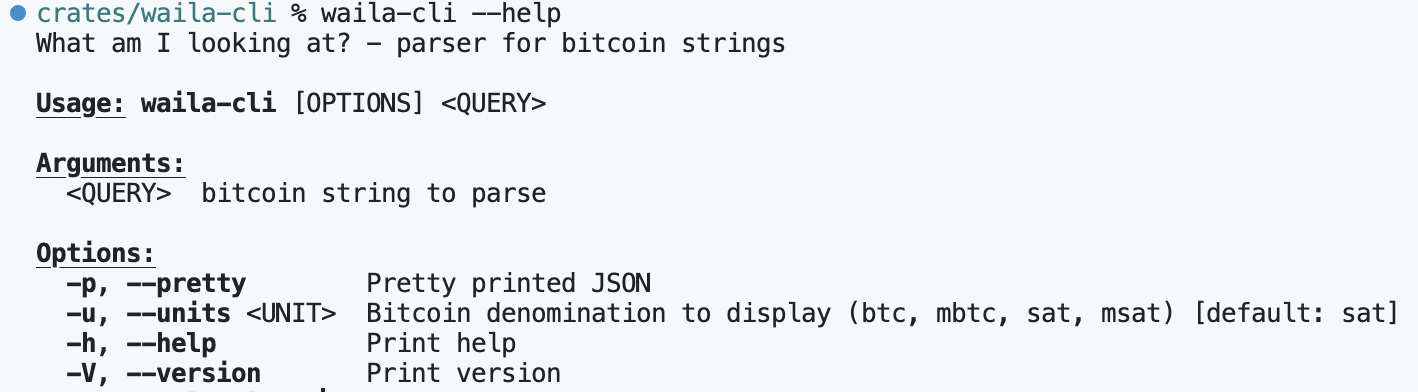 crates/waila-cli % waila-cli --help
What am I looking at? - parser for bitcoin strings
Usage: waila-cli [OPTIONS] <QUERY>
Arguments:
<QUERY> bitcoin string to parse
Options:
-p, --pretty Pretty printed JSON
-u, --units <UNIT> Bitcoin denomination to display (btc, mbtc, sat, msat) [default: sat]
-h, --help Print help
-V, --version Print version